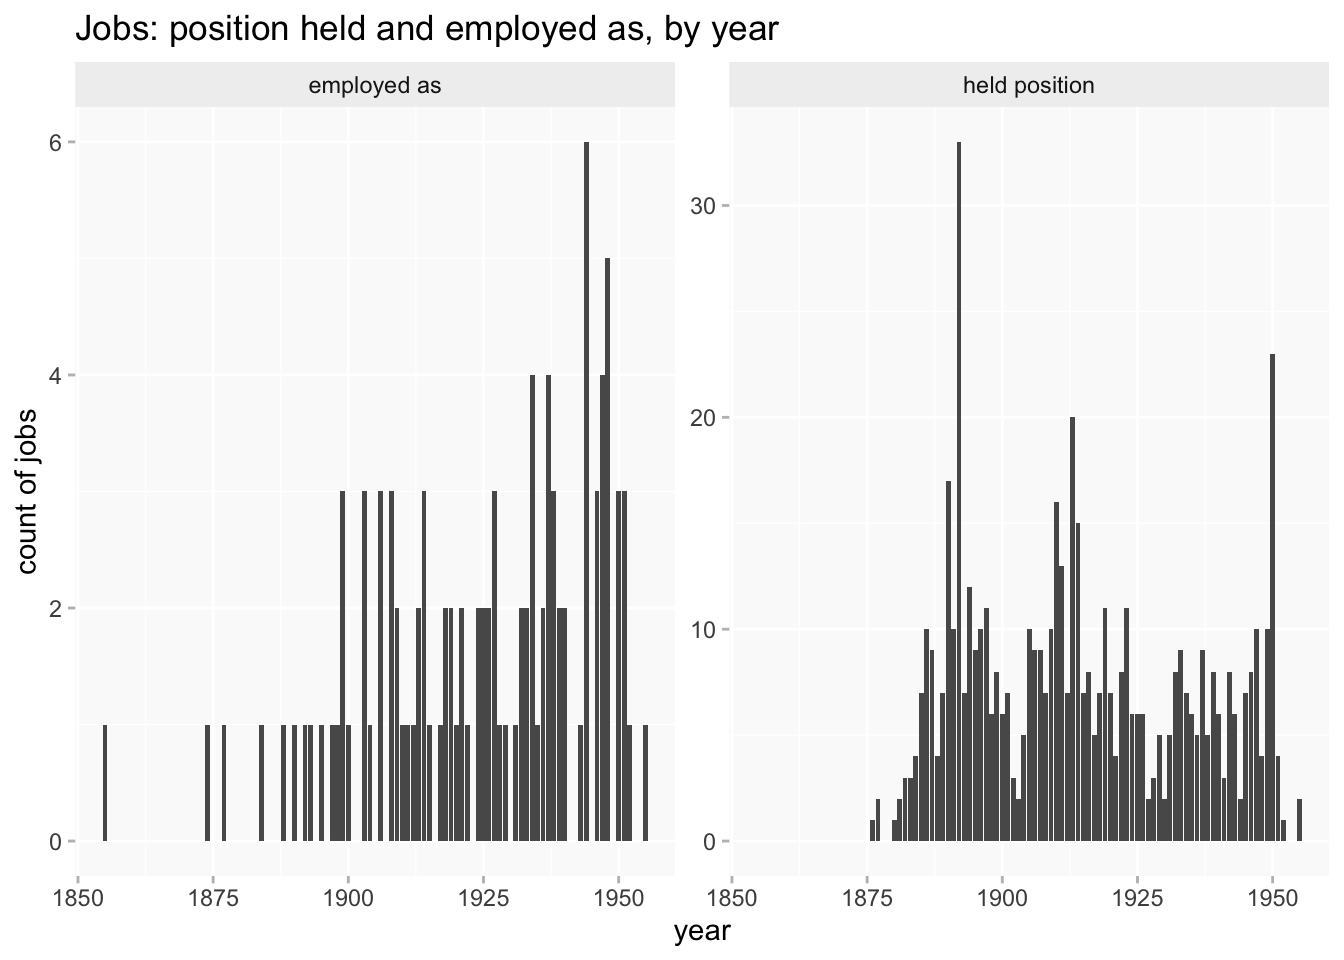 Jobs: position held and employed as, by year
employed as
held position
count of jobs
6
4
2
0
30
20
10
0
1850 1875 1900 1925 1950
1850 1875 1900 1925 1950
year